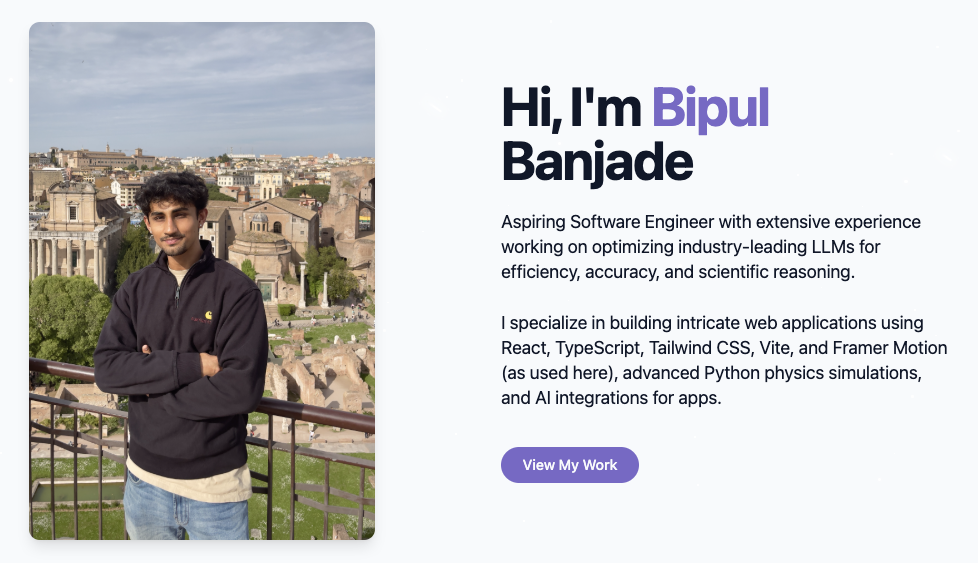 Hi, I'm Bipul
Banjade
Aspiring Software Engineer with extensive experience
working on optimizing industry-leading LLMs for
efficiency, accuracy, and scientific reasoning.
I specialize in building intricate web applications using
React, TypeScript, Tailwind CSS, Vite, and Framer Motion
(as used here), advanced Python physics simulations,
and AI integrations for apps.
View My Work